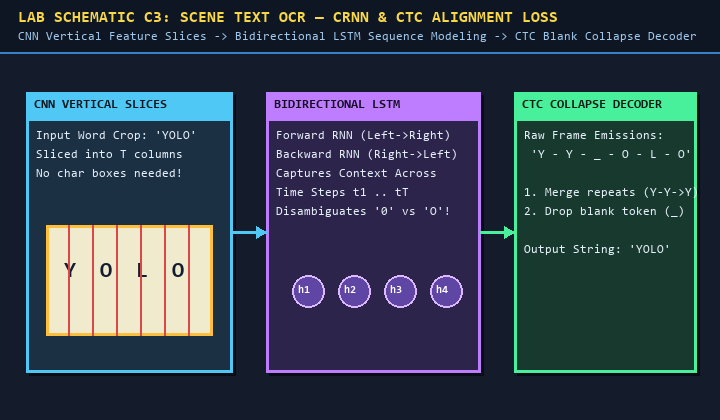 LAB SCHEMATIC C3: SCENE TEXT OCR — CRNN & CTC ALIGNMENT LOSS
CNN Vertical Feature Slices -> Bidirectional LSTM Sequence Modeling -> CTC Blank Collapse Decoder
CNN VERTICAL SLICES
Input Word Crop: 'YOLO'
Sliced into T columns
No char boxes needed!
Y O L O
BIDIRECTIONAL LSTM
Forward RNN (Left->Right)
Backward RNN (Right->Left)
Captures Context Across
Time Steps t1 .. tT
Disambiguates '0' vs 'O'!
h1 h2 h3 h4
CTC COLLAPSE DECODER
Raw Frame Emissions:
'Y - Y - _ - O - L - O'
1. Merge repeats (Y-Y->Y)
2. Drop blank token (_)
Output String: 'YOLO'